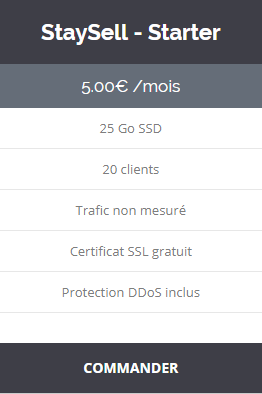 StaySell - Starter
5.00€ /mois
25 Go SSD
20 clients
Trafic non mesuré
Certificat SSL gratuit
Protection DDoS inclus
COMMANDER